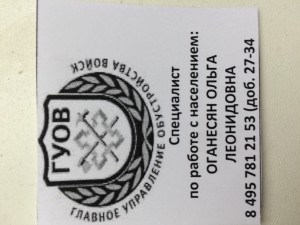 ГУОВ
ГЛАВНОЕ УПРАВЛЕНИЕ ОБУСТРОЙСТВА ВОЙСК
Специалист
по работе с населением:
ОГАНЕСЯН ОЛЬГА
ЛЕОНИДОВНА
8 495 781 21 53 (доб. 27-34